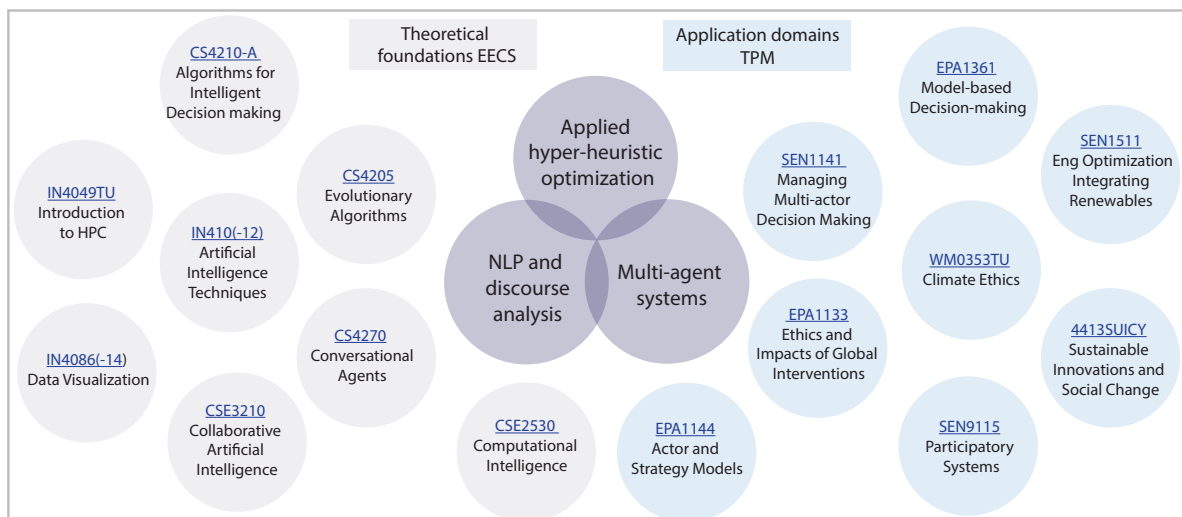 Theoretical
foundations EECS
Application domains
TPM
CS4210-A
Algorithms for
Intelligent
Decision making
IN4049TU
Introduction
to HPC
CS4205
Evolutionary
Algorithms
IN410(-12)
Artificial
Intelligence
Techniques
IN4086(-14)
Data Visualization
CS4270
Conversational
Agents
CSE3210
Collaborative
Artificial
Intelligence
CSE2530
Computational
Intelligence
Applied
hyper-heuristic
optimization
NLP and
discourse
analysis
Multi-agent
systems
SEN1141
Managing
Multi-actor
Decision Making
EPA1361
Model-based
Decision-making
SEN1511
Eng Optimization
Integrating
Renewables
WM0353TU
Climate Ethics
EPA1133
Ethics and
Impacts of Global
Interventions
4413SUICY
Sustainable
Innovations and
Social Change
EPA1144
Actor and
Strategy Models
SEN9115
Participatory
Systems